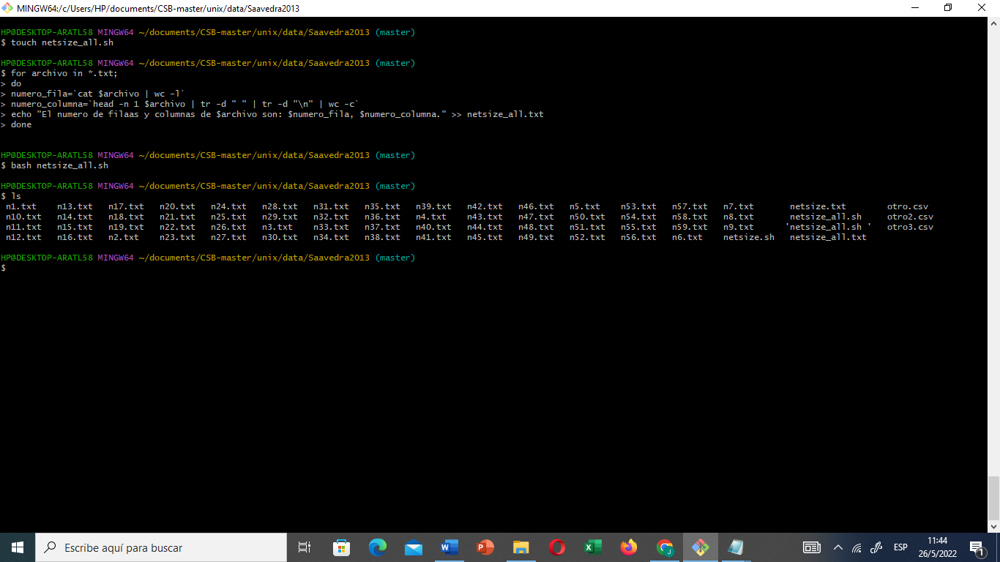 MINGW64:/c/Users/HP/documents/CSB-master/unix/data/Saavedra2013
HP@DESKTOP-ARATL58 MINGW64 ~/documents/CSB-master/unix/data/Saavedra2013 (master)
$ touch netsize_all.sh
HP@DESKTOP-ARATL58 MINGW64 ~/documents/CSB-master/unix/data/Saavedra2013 (master)
$ for archivo in *.txt;
> do
> numero_fila=`cat $archivo | wc -l`
> numero_columna=`head -n 1 $archivo | tr -d " " | tr -d "\n" | wc -c`
> echo "El numero de filaas y columnas de $archivo son: $numero_fila, $numero_columna." >> netsize_all.txt
> done
HP@DESKTOP-ARATL58 MINGW64 ~/documents/CSB-master/unix/data/Saavedra2013 (master)
$ bash netsize_all.sh
HP@DESKTOP-ARATL58 MINGW64 ~/documents/CSB-master/unix/data/Saavedra2013 (master)
$ ls
n1.txt n13.txt n17.txt n20.txt n24.txt n28.txt n31.txt n35.txt n39.txt n42.txt n46.txt n5.txt n53.txt n57.txt n7.txt netsize.txt otro.csv
n10.txt n14.txt n18.txt n21.txt n25.txt n29.txt n32.txt n36.txt n4.txt n43.txt n47.txt n50.txt n54.txt n58.txt n8.txt netsize_all.sh otro2.csv
n11.txt n15.txt n19.txt n22.txt n26.txt n3.txt n33.txt n37.txt n40.txt n44.txt n48.txt n51.txt n55.txt n59.txt n9.txt 'netsize_all.sh ' otro3.csv
n12.txt n16.txt n2.txt n23.txt n27.txt n30.txt n34.txt n38.txt n41.txt n45.txt n49.txt n52.txt n56.txt n6.txt netsize.sh netsize_all.txt
HP@DESKTOP-ARATL58 MINGW64 ~/documents/CSB-master/unix/data/Saavedra2013 (master)
$
Escribe aquí para buscar
ESP
11:44
26/5/2022
1